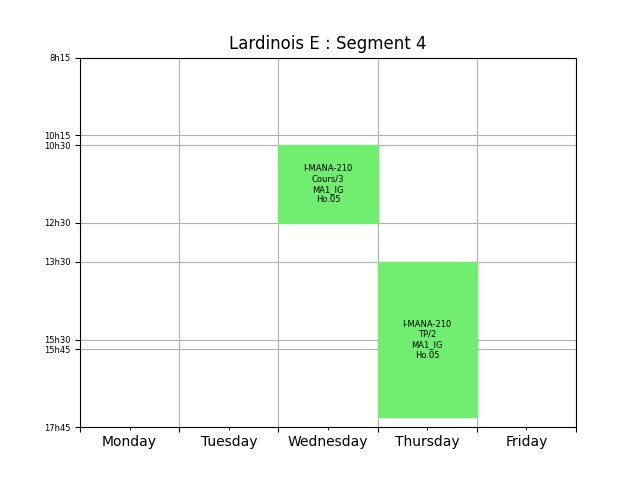 Lardinois E : Segment 4
8h15
10h15
10h30
I-MANA-210
Cours/3
MA1_IG
Ho.05
12h30
13h30
I-MANA-210
TP/2
MA1_IG
Ho.05
15h30
15h45
17h45
Monday Tuesday Wednesday Thursday Friday